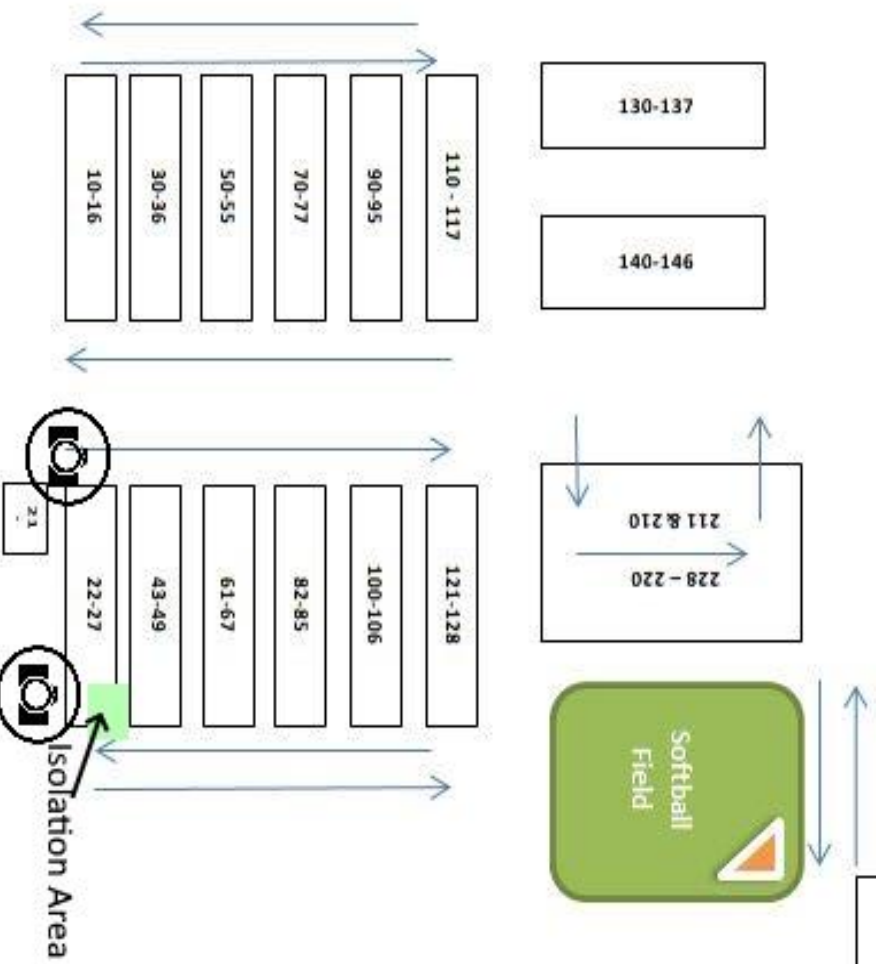 130-137
140-146
10-16
30-36
50-55
70-77
90-95
110 - 117
21
22-27
43-49
61-67
82-85
100-106
121-128
211 & 210
228 – 220
Softball
Field
Isolation Area